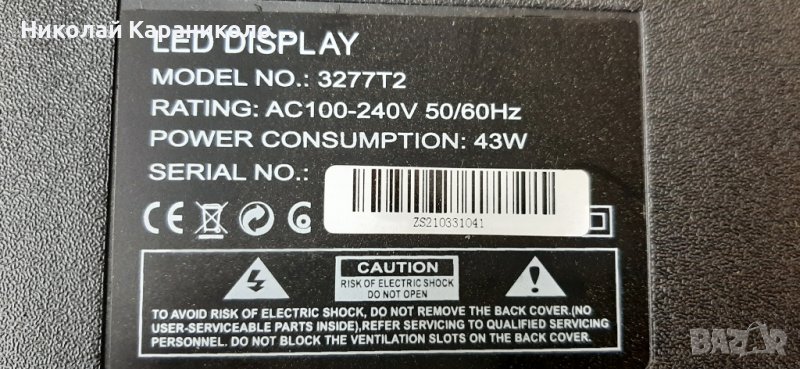 Николай Караниколо..
LED DISPLAY
MODEL NO.: 3277T2
RATING: AC100-240V 50/60Hz
POWER CONSUMPTION: 43W
SERIAL NO.:
ZS210331041
CE
CAUTION
RISK OF ELECTRIC SHOCK
DO NOT OPEN
TO AVOID RISK OF ELECTRIC SHOCK, DO NOT REMOVE THE BACK COVER.(NO
USER-SERVICEABLE PARTS INSIDE),REFER SERVICING TO QUALIFIED SERVICING
PERSONNEL. DO NOT BLOCK THE VENTILATION SLOTS ON THE BACK COVER.
BAZAR